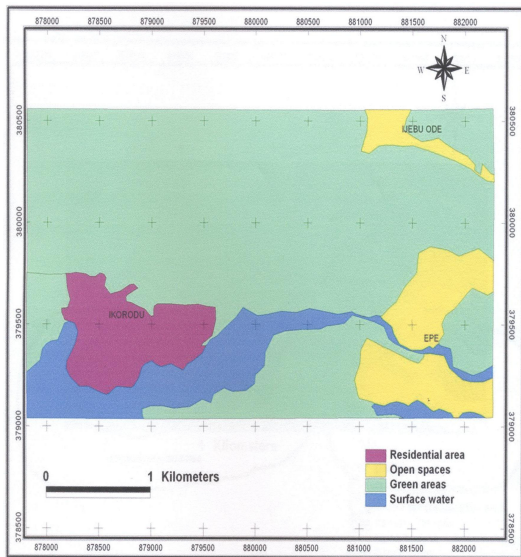 878000 878500 879000 879500 880000 880500 881000 881500 882000
N
W E
S
380500 380500
IJEBU ODE
380000 380000
IKORODU
379500 379500
EPE
379000 379000
Residential area
0 1 Kilometers
Open spaces
Green areas
Surface water
378500 378500
878000 878500 879000 879500 880000 880500 881000 881500 882000